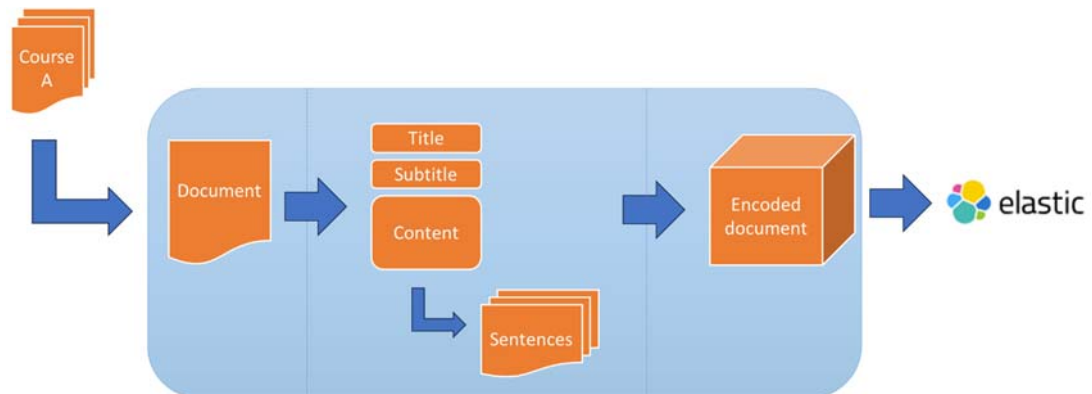 Course
A
Document
Title
Subtitle
Content
Sentences
Encoded
document
elastic